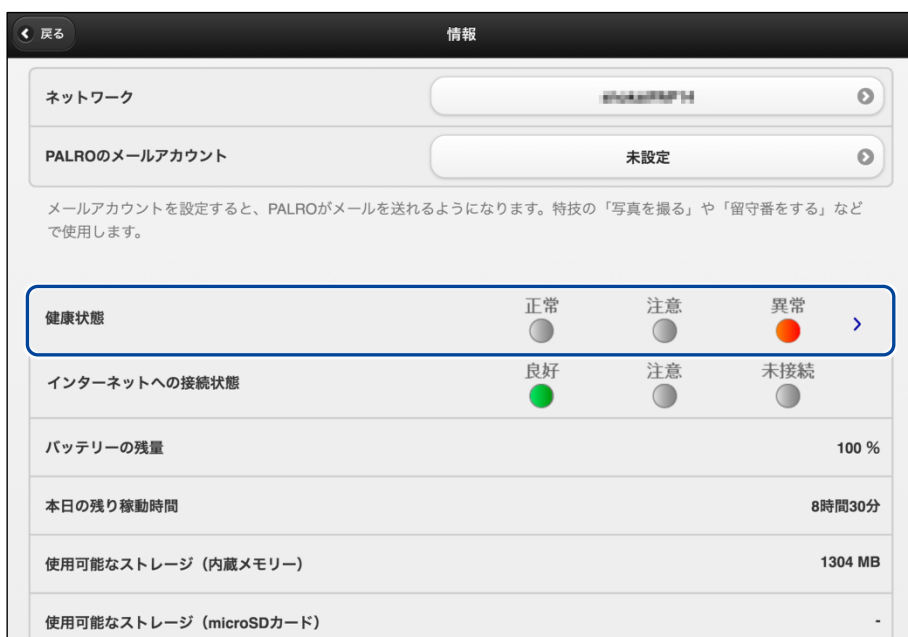 戻る
情報
ネットワーク
PALROのメールアカウント
未設定
メールアカウントを設定すると、PALROがメールを送れるようになります。特技の「写真を撮る」や「留守番をする」など
で使用します。
健康状態
正常
注意
異常
インターネットへの接続状態
良好
注意
未接続
バッテリーの残量
100 %
本日の残り稼動時間
8時間30分
使用可能なストレージ（内蔵メモリー）
1304 MB
使用可能なストレージ（microSDカード）
-